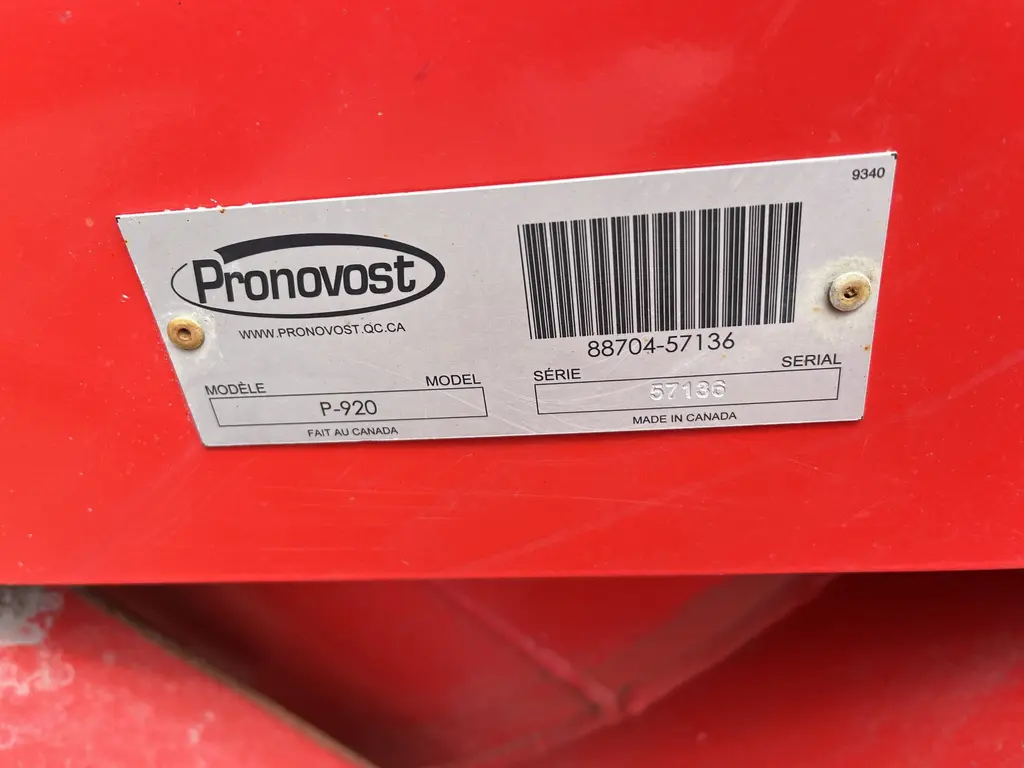 9340
Pronovost
WWW.PRONOVOST.QC.CA
88704-57136
MODÈLE MODEL
P-920
FAIT AU CANADA
SÉRIE SERIAL
57136
MADE IN CANADA